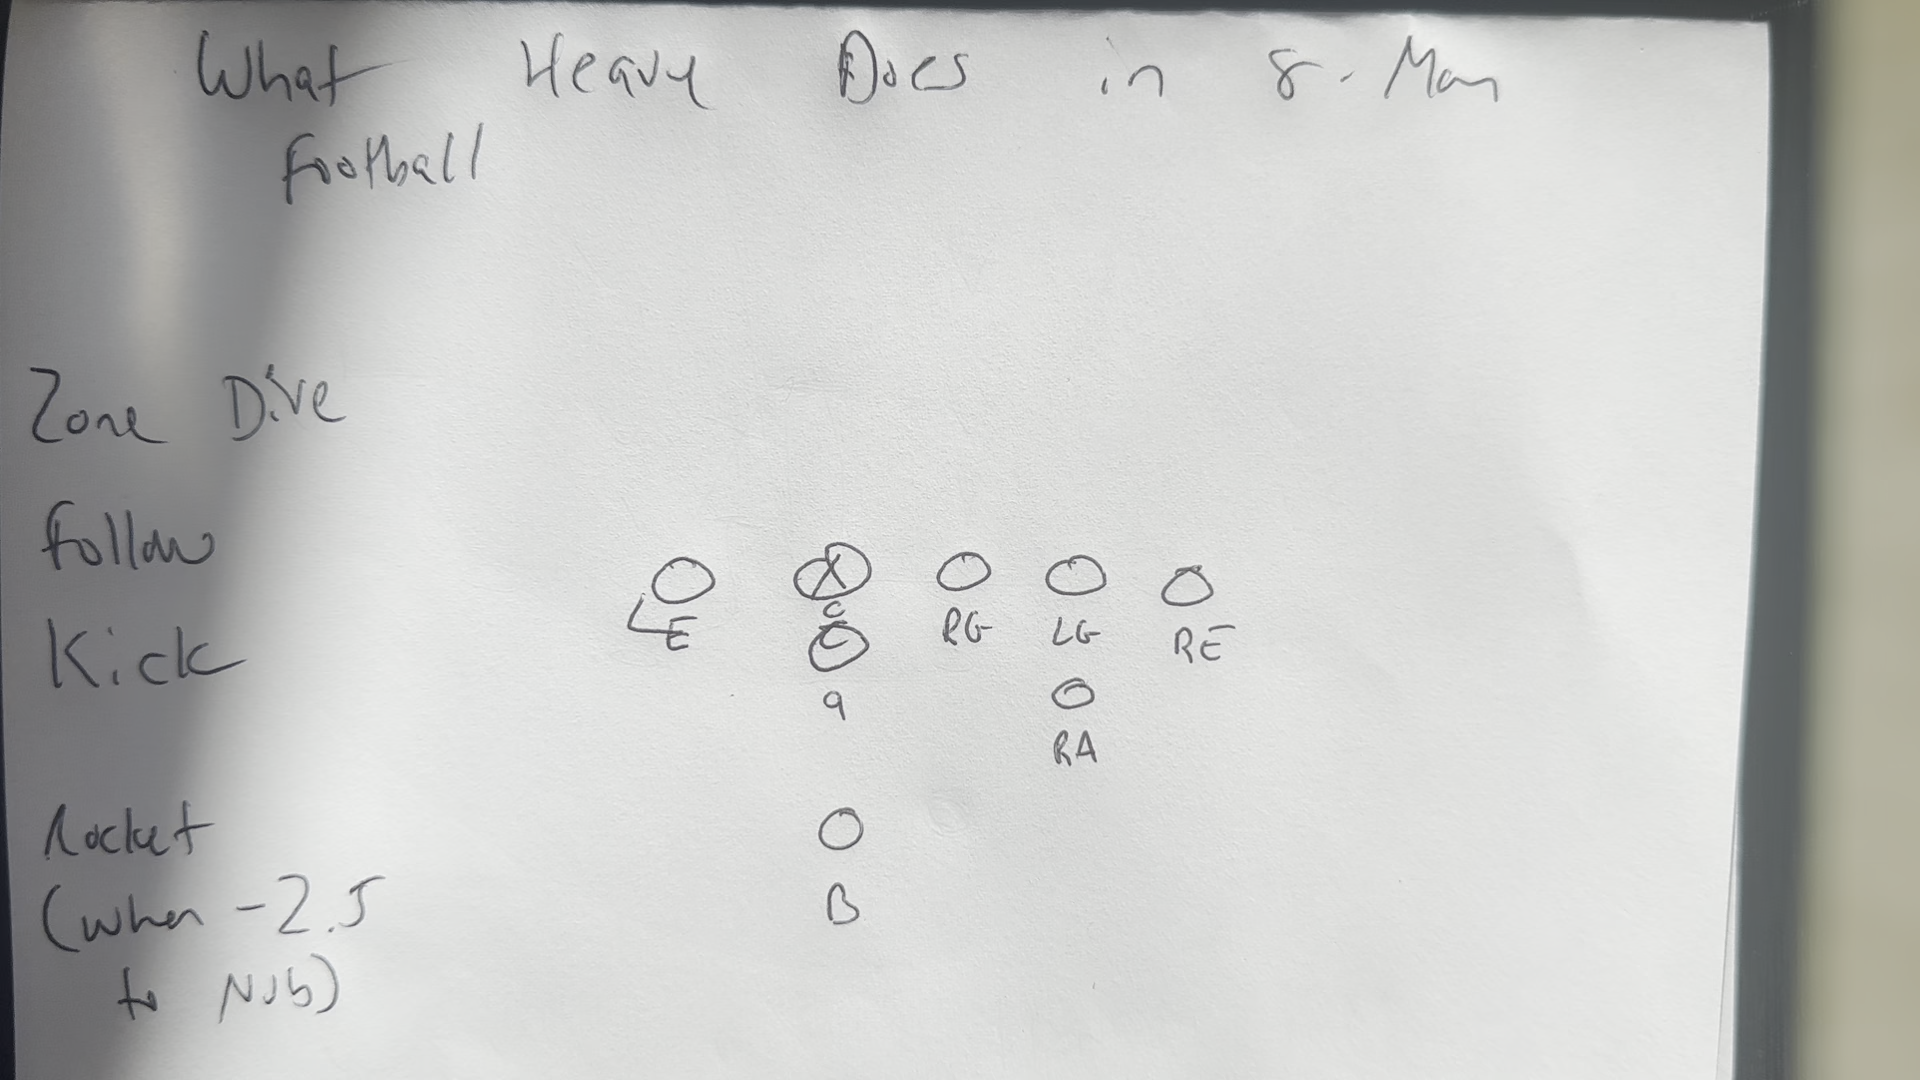 What Heavy Does in 8-Man
Football
Zone Dive
Follow
Kick
Rocket
(when -2.5
to Nub)
LE C RG LG RE
q RA
B